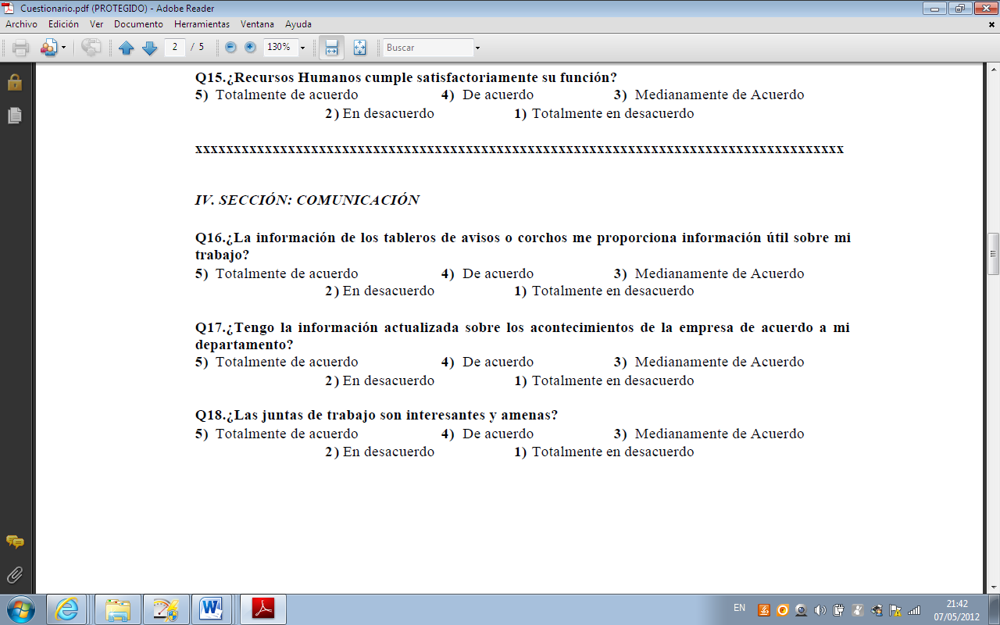 Cuestionario.pdf (PROTEGIDO) - Adobe Reader
Archivo Edición Ver Documento Herramientas Ventana Ayuda
2 / 5 130% Buscar
Q15.¿Recursos Humanos cumple satisfactoriamente su función?
5) Totalmente de acuerdo 4) De acuerdo 3) Medianamente de Acuerdo
2) En desacuerdo 1) Totalmente en desacuerdo
xxxxxxxxxxxxxxxxxxxxxxxxxxxxxxxxxxxxxxxxxxxxxxxxxxxxxxxxxxxxxxxxxxxxxxxxxxxxxxxxxxx
IV. SECCIÓN: COMUNICACIÓN
Q16.¿La información de los tableros de avisos o corchos me proporciona información útil sobre mi
trabajo?
5) Totalmente de acuerdo 4) De acuerdo 3) Medianamente de Acuerdo
2) En desacuerdo 1) Totalmente en desacuerdo
Q17.¿Tengo la información actualizada sobre los acontecimientos de la empresa de acuerdo a mi
departamento?
5) Totalmente de acuerdo 4) De acuerdo 3) Medianamente de Acuerdo
2) En desacuerdo 1) Totalmente en desacuerdo
Q18.¿Las juntas de trabajo son interesantes y amenas?
5) Totalmente de acuerdo 4) De acuerdo 3) Medianamente de Acuerdo
2) En desacuerdo 1) Totalmente en desacuerdo
EN 21:42
07/05/2012